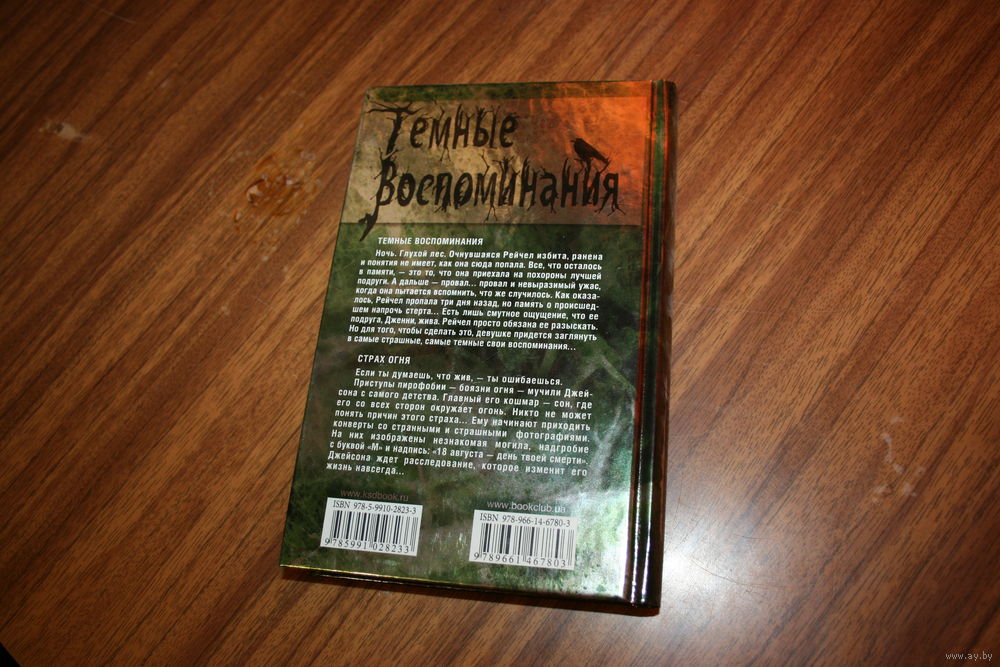 Темные
Воспоминания
ТЕМНЫЕ ВОСПОМИНАНИЯ
Ночь. Глухой лес. Очнувшаяся Рейчел избита, ранена
и понятия не имеет, как она сюда попала. Все, что осталось
в памяти, — это то, что она приехала на похороны лучшей
подруги. А дальше — провал... провал и невыразимый ужас,
когда она пытается вспомнить, что же случилось. Как оказа-
лось, Рейчел пропала три дня назад, но память о происшед-
шем напрочь стерта... Есть лишь смутное ощущение, что ее
подруга, Дженни, жива. Рейчел просто обязана ее разыскать.
Но для того, чтобы сделать это, девушке придется заглянуть
в самые страшные, самые темные свои воспоминания...
СТРАХ ОГНЯ
Если ты думаешь, что жив, — ты ошибаешься.
Приступы пиррфобии — боязни огня — мучили Джей-
сона с самого детства. Главный его кошмар — сон, где
его со всех сторон окружает огонь. Никто не может
понять причин этого страха... Ему начинают приходить
конверты со странными и страшными фотографиями.
На них изображены незнакомая могила, надгробие
с буквой «М» и надпись: «18 августа — день твоей смерти».
Джейсона ждет расследование, которое изменит его
жизнь навсегда...
www.ksdbook.ru
ISBN 978-5-9910-2823-3
9785991028233
www.bookclub.ua
ISBN 978-966-14-6780-3
9789661467803
www.ay.by